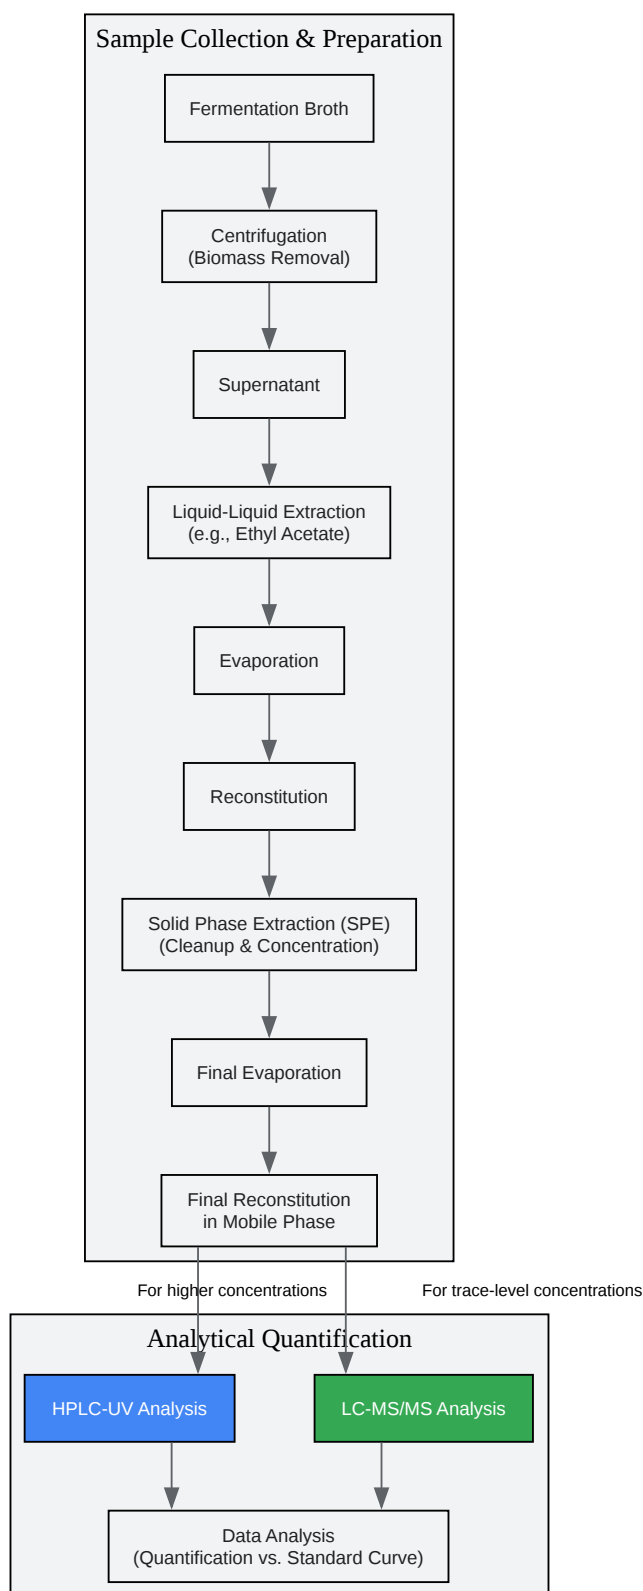 Sample Collection & Preparation
Fermentation Broth
Centrifugation
(Biomass Removal)
Supernatant
Liquid-Liquid Extraction
(e.g., Ethyl Acetate)
Evaporation
Reconstitution
Solid Phase Extraction (SPE)
(Cleanup & Concentration)
Final Evaporation
Final Reconstitution
in Mobile Phase
For higher concentrations
For trace-level concentrations
Analytical Quantification
HPLC-UV Analysis
LC-MS/MS Analysis
Data Analysis
(Quantification vs. Standard Curve)